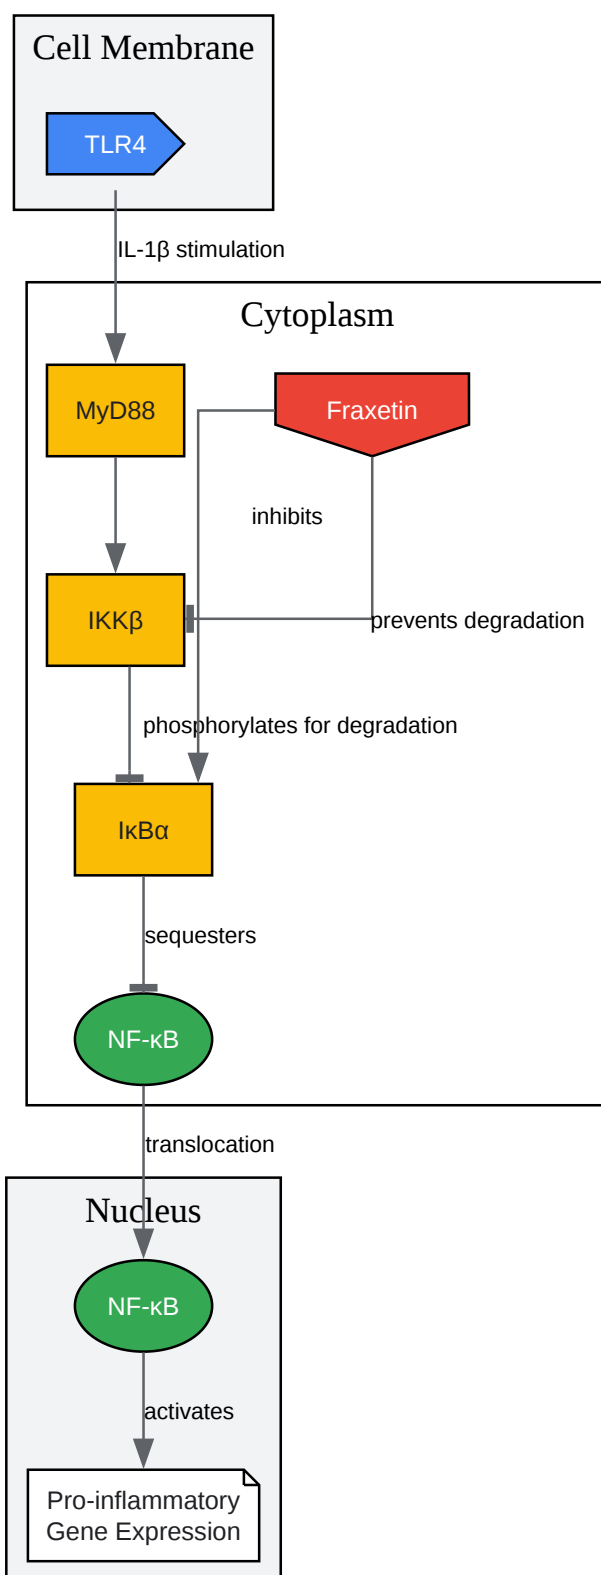 Cell Membrane
TLR4
IL-1β stimulation
Cytoplasm
MyD88
Fraxetin
inhibits
IKKβ
prevents degradation
phosphorylates for degradation
IκBα
sequesters
NF-κB
translocation
Nucleus
NF-κB
activates
Pro-inflammatory
Gene Expression